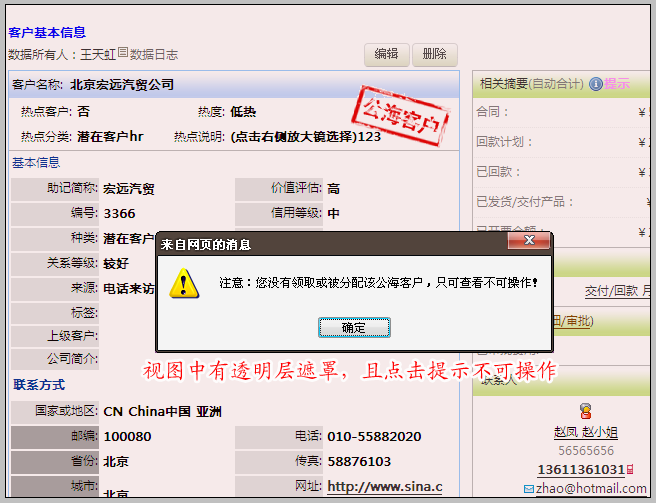 客户基本信息
数据所有人：王天虹 数据日志
编辑 删除
客户名称: 北京宏远汽贸公司
热点客户: 否 热度: 低热
热点分类: 潜在客户hr 热点说明: (点击右侧放大镜选择)123
公海客户
基本信息
助记简称: 宏远汽贸 价值评估: 高
编号: 3366 信用等级: 中
种类: 潜在客户
关系等级: 较好
来源: 电话来访
标签:
上级客户:
公司简介:
联系方式
国家或地区: CN China中国 亚洲
邮编: 100080 电话: 010-55882020
省份: 北京 传真: 58876103
城市: 北京 网址: http://www.sina.c
相关摘要(自动合计) 提示
合同： ¥
回款计划： ¥
已回款： ¥
已发货/交付产品： ¥
交付/回款 月
/审批)
联系人
赵凤 赵小姐
56565656
13611361031
zhao@hotmail.com
来自网页的消息
注意：您没有领取或被分配该公海客户，只可查看不可操作！
确定
视图中有透明层遮罩，且点击提示不可操作